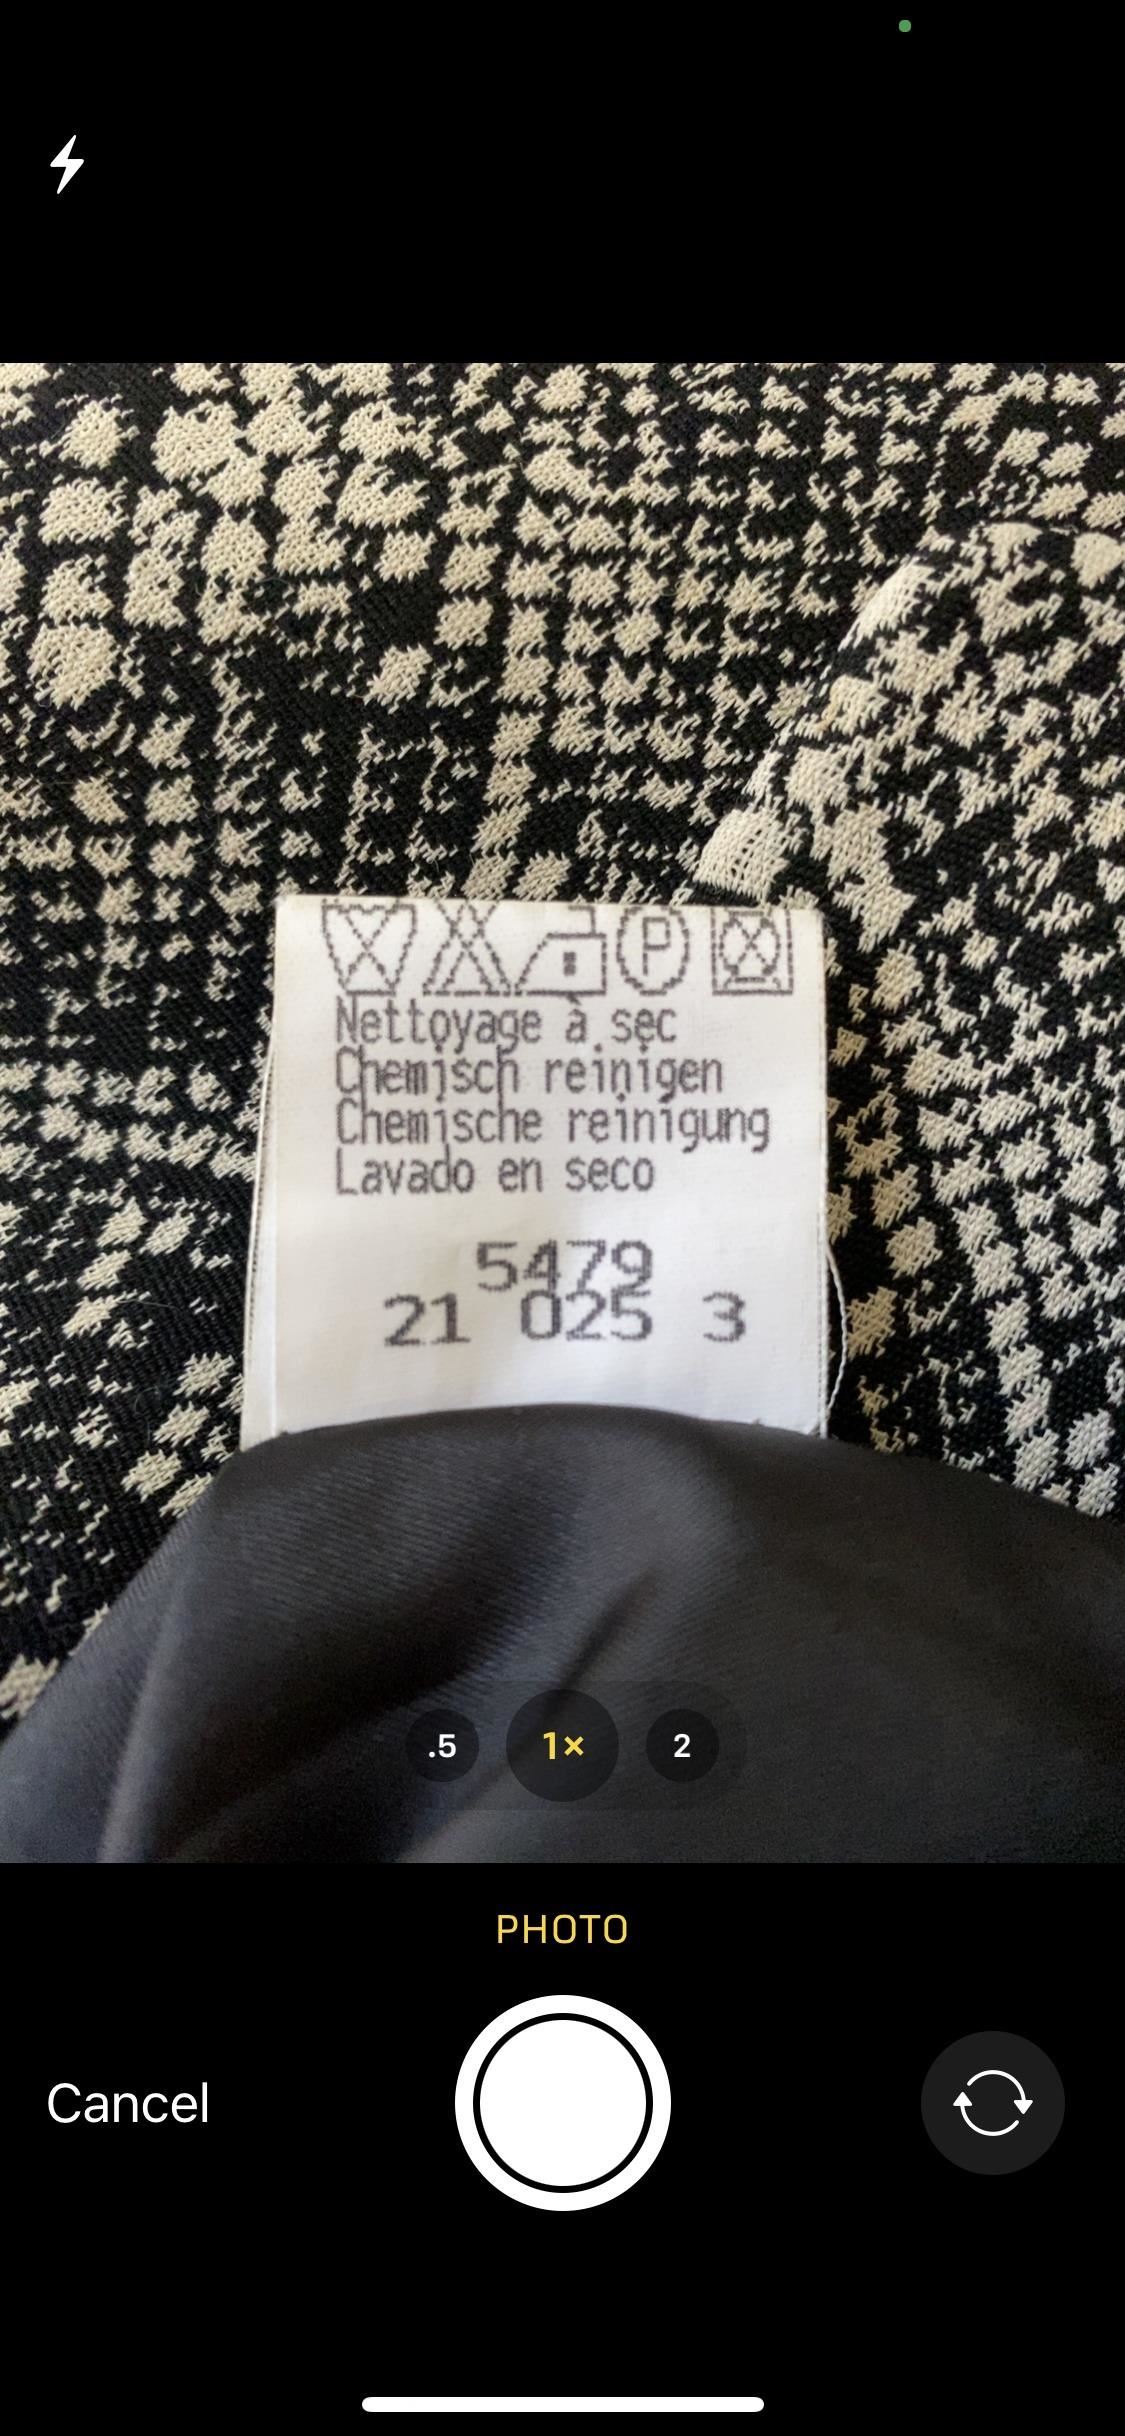 P
Nettoyage à sec
Chemisch reinigen
Chemische reinigung
Lavado en seco
5479
21 025 3
.5 1× 2
PHOTO
Cancel